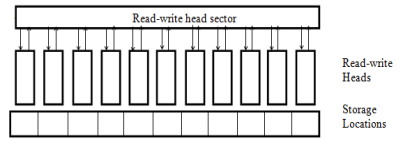 Read-write head sector
Read-write
Heads
Storage
Locations